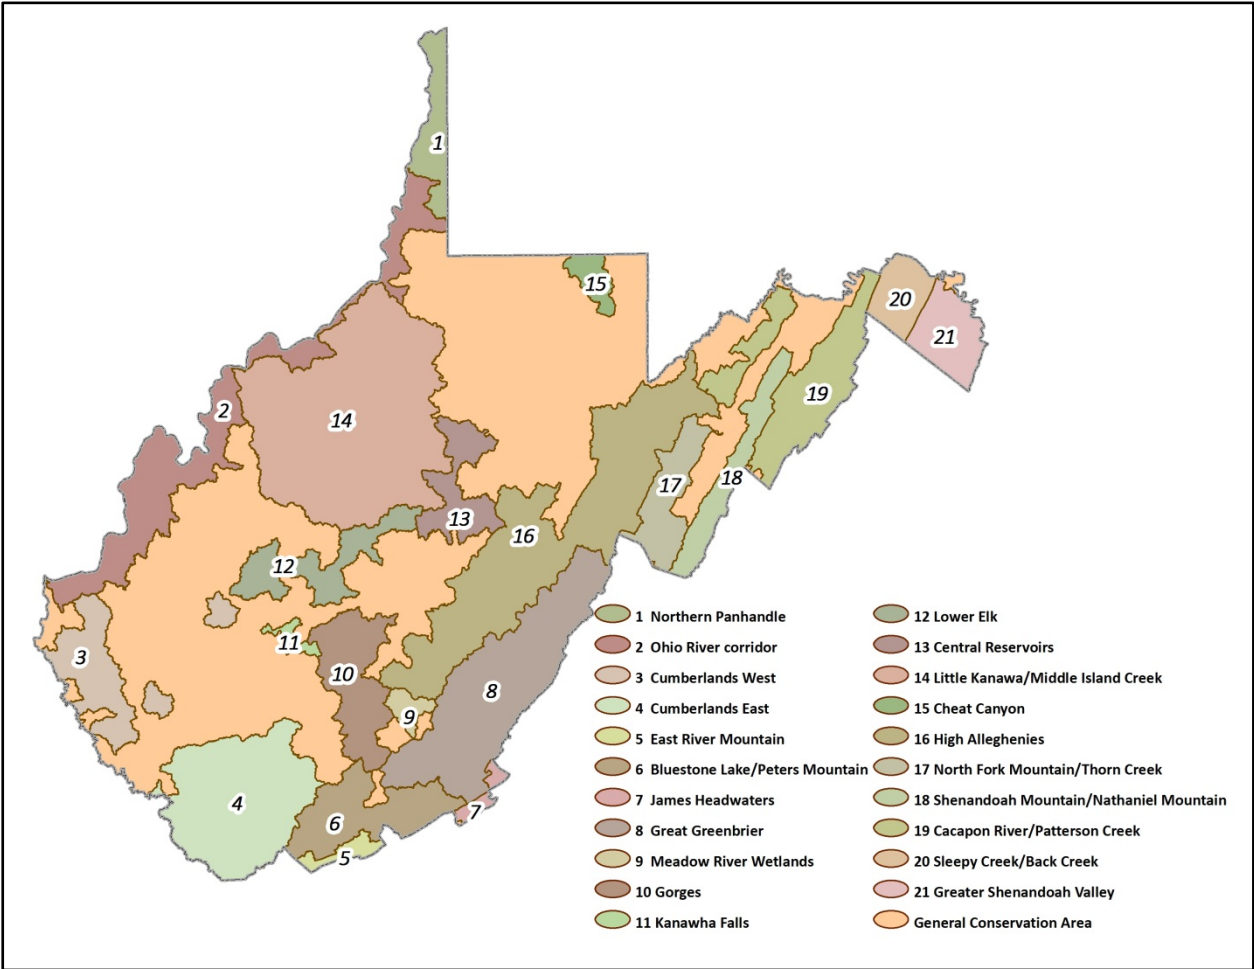 1
15
20
21
2
14
19
17
18
13
16
12
3
11
10
8
9
4
7
6
5
1 Northern Panhandle
2 Ohio River corridor
3 Cumberlands West
4 Cumberlands East
5 East River Mountain
6 Bluestone Lake/Peters Mountain
7 James Headwaters
8 Great Greenbrier
9 Meadow River Wetlands
10 Gorges
11 Kanawha Falls
12 Lower Elk
13 Central Reservoirs
14 Little Kanawa/Middle Island Creek
15 Cheat Canyon
16 High Alleghenies
17 North Fork Mountain/Thorn Creek
18 Shenandoah Mountain/Nathaniel Mountain
19 Cacapon River/Patterson Creek
20 Sleepy Creek/Back Creek
21 Greater Shenandoah Valley
General Conservation Area